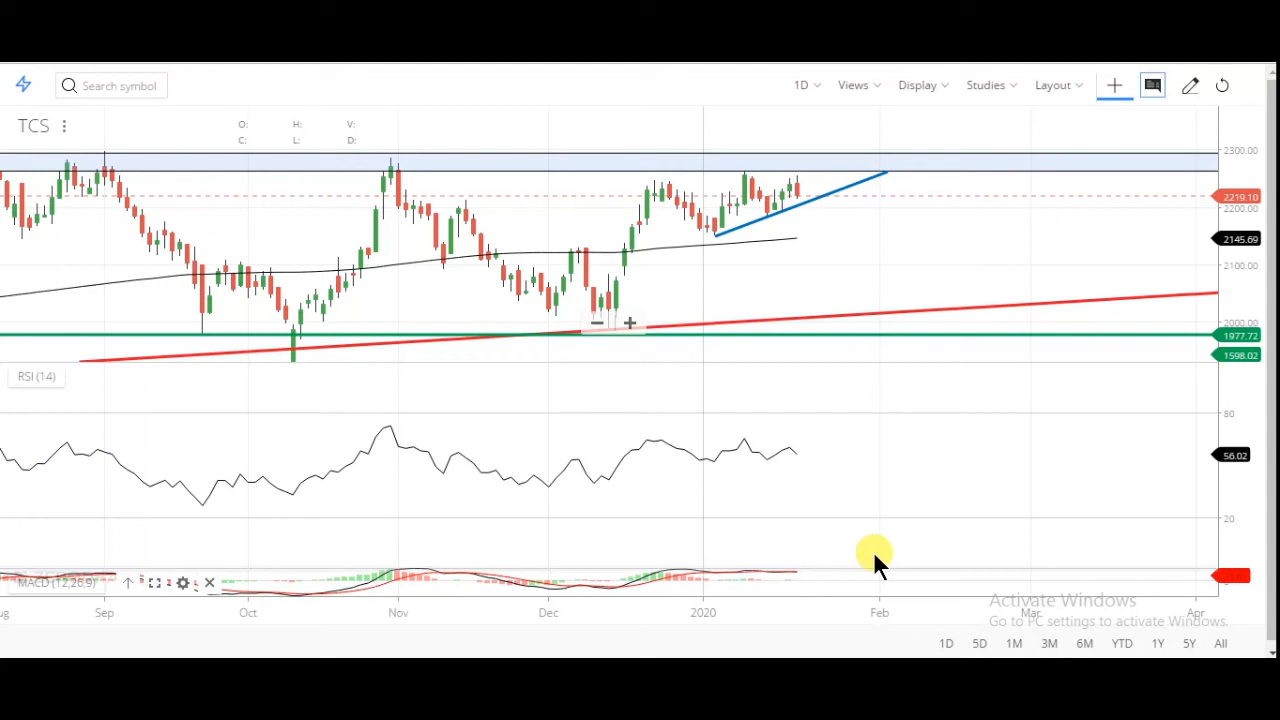 Search symbol 1D Views Display Studies Layout
TCS O: H: V:
C: L: D:
2300.00
2219.10
2200.00
2145.69
2100.00
2000.00
1977.72
1598.02
RSI (14)
80
56.02
20
MACD (12,26,9)
Sep Oct Nov Dec 2020 Feb Mar Apr
Activate Windows
Go to PC settings to activate Windows.
1D 5D 1M 3M 6M YTD 1Y 5Y All